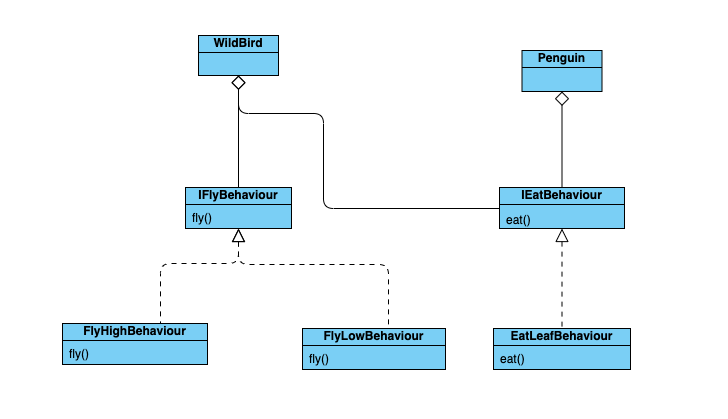 WildBird
Penguin
IFlyBehaviour
fly()
IEatBehaviour
eat()
FlyHighBehaviour
fly()
FlyLowBehaviour
fly()
EatLeafBehaviour
eat()